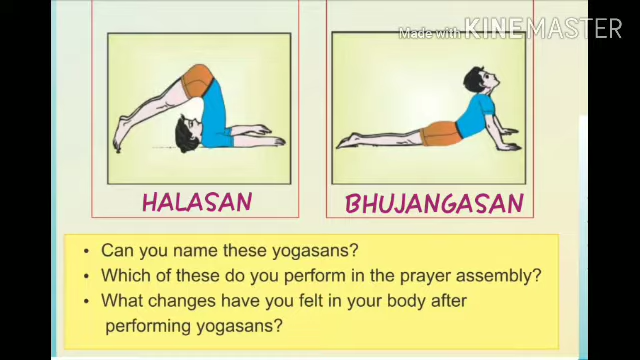 Made with KINEMASTER
HALASAN
BHUJANGASAN
• Can you name these yogasans?
• Which of these do you perform in the prayer assembly?
• What changes have you felt in your body after
performing yogasans?